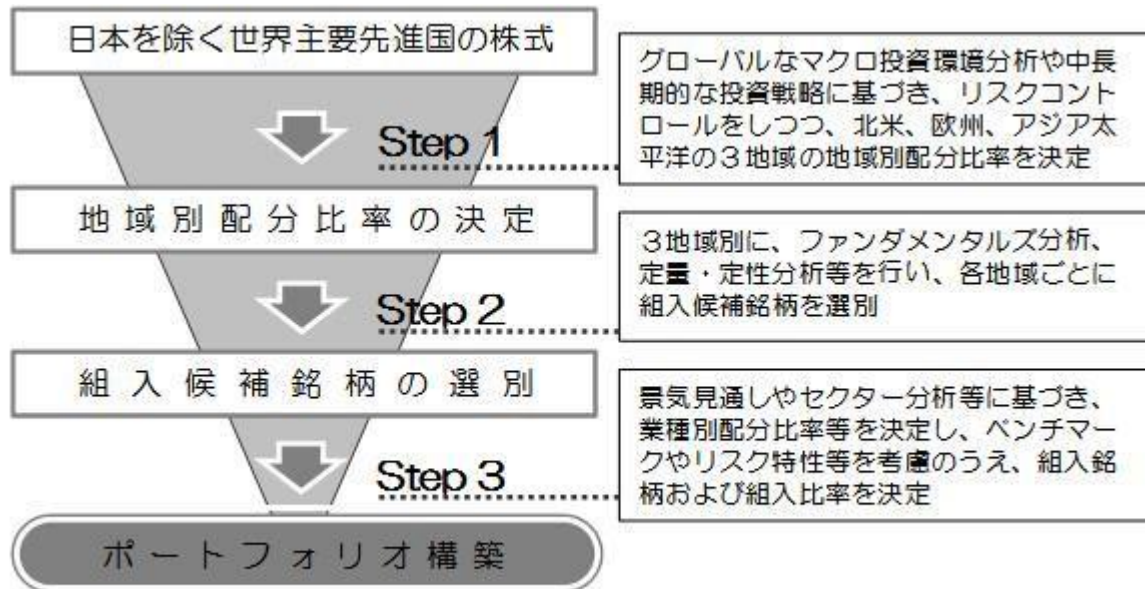 日本を除く世界主要先進国の株式
グローバルなマクロ投資環境分析や中長
期的な投資戦略に基づき、リスクコント
ロールをしつつ、北米、欧州、アジア太
平洋の３地域の地域別配分比率を決定
Step 1
地域別配分比率の決定
３地域別に、ファンダメンタルズ分析、
定量・定性分析等を行い、各地域ごとに
組入候補銘柄を選別
Step 2
組入候補銘柄の選別
景気見通しやセクター分析等に基づき、
業種別配分比率等を決定し、ベンチマー
クやリスク特性等を考慮のうえ、組入銘
柄および組入比率を決定
Step 3
ポートフォリオ構築